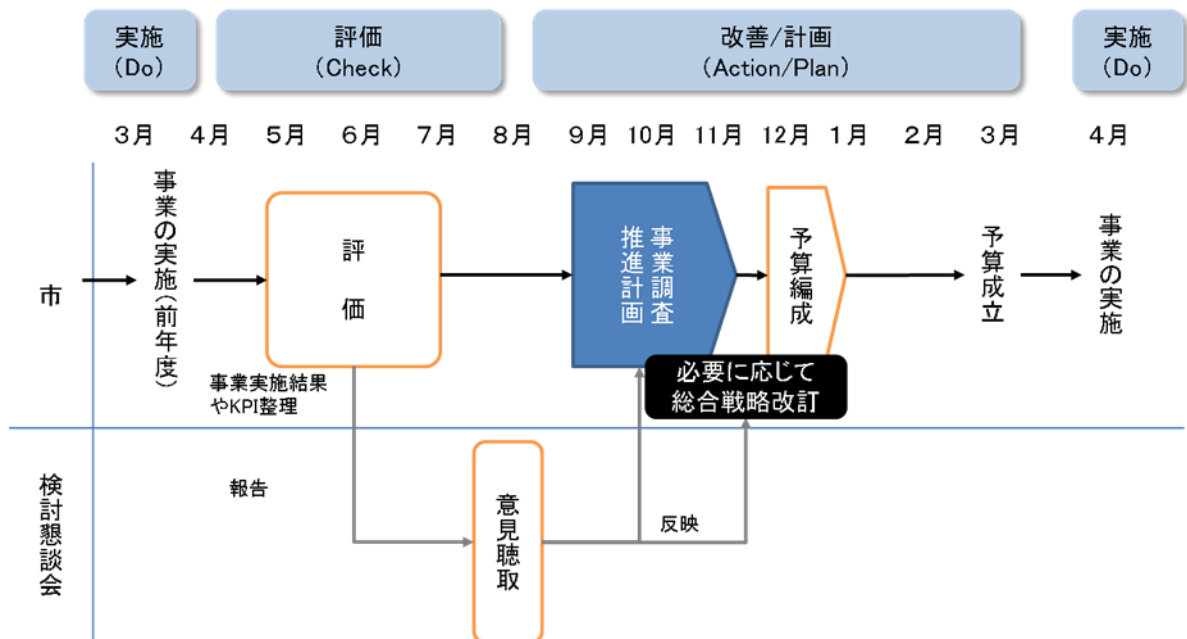 実施
(Do)
評価
(Check)
改善/計画
(Action/Plan)
実施
(Do)
3月
4月
5月
6月
7月
8月
9月
10月
11月
12月
1月
2月
3月
4月
市
事業の実施(前年度)
評価
事業調査
推進計画
予算編成
予算成立
事業の実施
事業実施結果
やKPI整理
必要に応じて
総合戦略改訂
検討懇談会
報告
意見聴取
反映